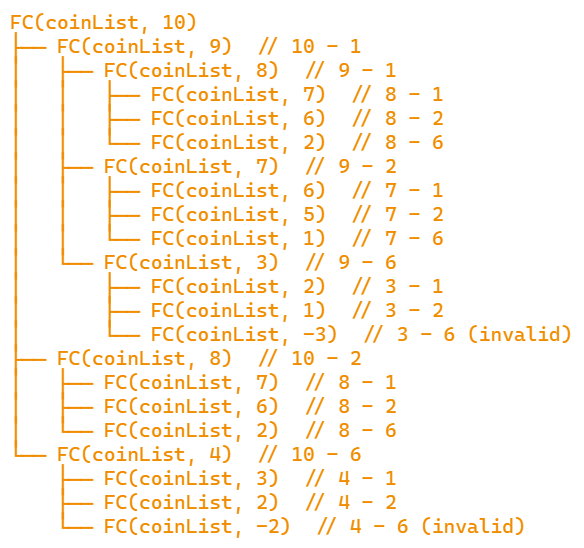 FC(coinList, 10)
├── FC(coinList, 9)  // 10 - 1
│   ├── FC(coinList, 8)  // 9 - 1
│   │   ├── FC(coinList, 7)  // 8 - 1
│   │   ├── FC(coinList, 6)  // 8 - 2
│   │   └── FC(coinList, 2)  // 8 - 6
│   ├── FC(coinList, 7)  // 9 - 2
│   │   ├── FC(coinList, 6)  // 7 - 1
│   │   ├── FC(coinList, 5)  // 7 - 2
│   │   └── FC(coinList, 1)  // 7 - 6
│   └── FC(coinList, 3)  // 9 - 6
│       ├── FC(coinList, 2)  // 3 - 1
│       ├── FC(coinList, 1)  // 3 - 2
│       └── FC(coinList, -3)  // 3 - 6 (invalid)
├── FC(coinList, 8)  // 10 - 2
│   ├── FC(coinList, 7)  // 8 - 1
│   ├── FC(coinList, 6)  // 8 - 2
│   └── FC(coinList, 2)  // 8 - 6
└── FC(coinList, 4)  // 10 - 6
    ├── FC(coinList, 3)  // 4 - 1
    ├── FC(coinList, 2)  // 4 - 2
    └── FC(coinList, -2)  // 4 - 6 (invalid)